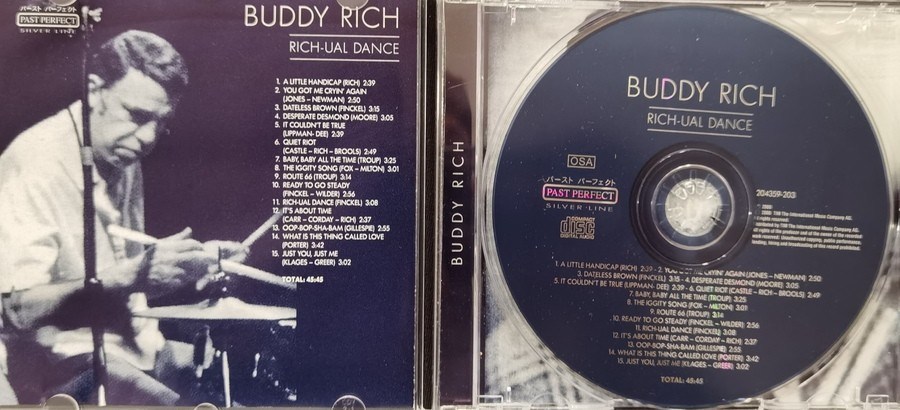 パースト パーフェクト
PAST PERFECT
SILVER LINE
BUDDY RICH
RICH-UAL DANCE
1. A LITTLE HANDICAP (RICH) 2:39
2. YOU GOT ME CRYIN' AGAIN
(JONES – NEWMAN) 2:50
3. DATELESS BROWN (FINCKEL) 3:15
4. DESPERATE DESMOND (MOORE) 3:05
5. IT COULDN'T BE TRUE
(LIPPMAN- DEE) 2:39
6. QUIET RIOT
(CASTLE – RICH – BROOLS) 2:49
7. BABY, BABY ALL THE TIME (TROUP) 3:25
8. THE IGGITY SONG (FOX – MILTON) 3:01
9. ROUTE 66 (TROUP) 3:14
10. READY TO GO STEADY
(FINCKEL – WILDER) 2:56
11. RICH-UAL DANCE (FINCKEL) 3:08
12. IT'S ABOUT TIME
(CARR – CORDAY – RICH) 2:37
13. OOP-BOP-SHA-BAM (GILLESPIE) 2:55
14. WHAT IS THIS THING CALLED LOVE
(PORTER) 3:42
15. JUST YOU, JUST ME
(KLAGES – GREER) 3:02
TOTAL: 45:45
BUDDY RICH
BUDDY RICH
RICH-UAL DANCE
OSA
パースト パーフェクト
PAST PERFECT
SILVER LINE
COMPACT
disc
DIGITAL AUDIO
204359-203
1. A LITTLE HANDICAP (RICH) 2:39 - 2. YOU GOT ME CRYIN' AGAIN (JONES – NEWMAN) 2:50
3. DATELESS BROWN (FINCKEL) 3:15 - 4. DESPERATE DESMOND (MOORE) 3:05
5. IT COULDN'T BE TRUE (LIPPMAN- DEE) 2:39 - 6. QUIET RIOT (CASTLE – RICH – BROOLS) 2:49
7. BABY, BABY ALL THE TIME (TROUP) 3:25
8. THE IGGITY SONG (FOX – MILTON) 3:01
9. ROUTE 66 (TROUP) 3:14
10. READY TO GO STEADY (FINCKEL – WILDER) 2:56
11. RICH-UAL DANCE (FINCKEL) 3:08
12. IT'S ABOUT TIME (CARR – CORDAY – RICH) 2:37
13. OOP-BOP-SHA-BAM (GILLESPIE) 2:55
14. WHAT IS THIS THING CALLED LOVE (PORTER) 3:42
15. JUST YOU, JUST ME (KLAGES – GREER) 3:02
TOTAL: 45:45